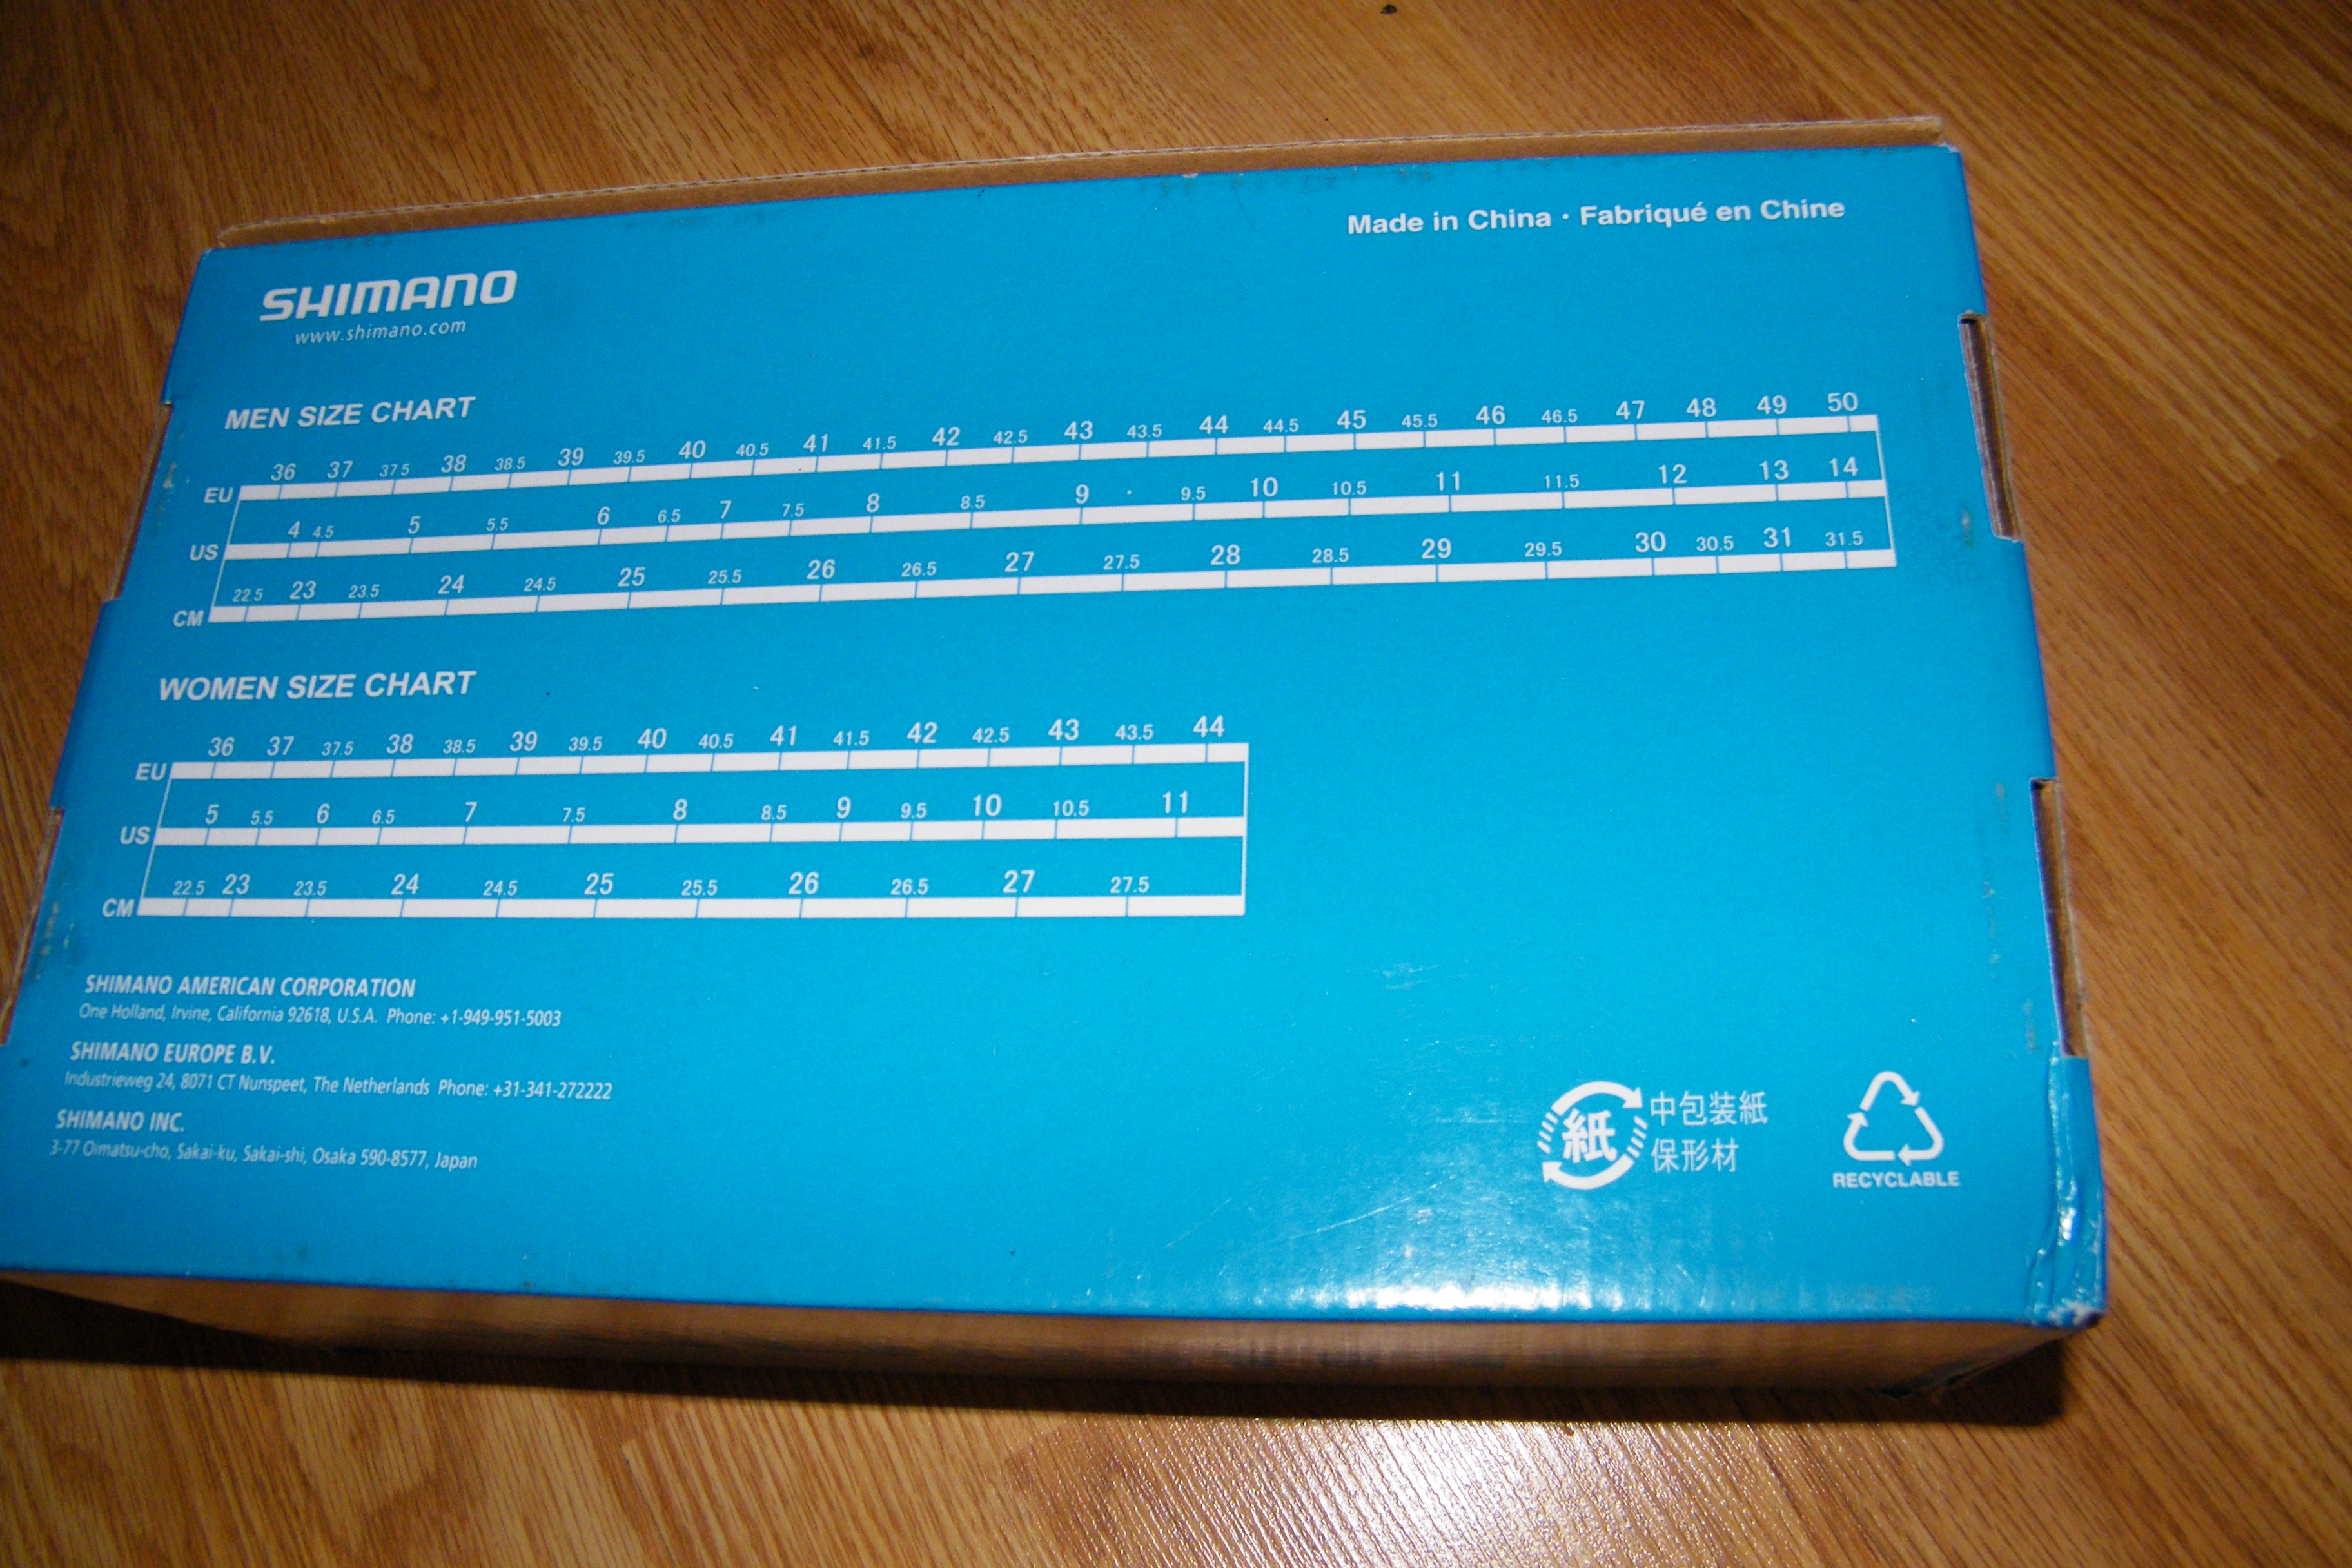 Made in China · Fabriqué en Chine
SHIMANO
www.shimano.com
MEN SIZE CHART
EU 36 37 37.5 38 38.5 39 39.5 40 40.5 41 41.5 42 42.5 43 43.5 44 44.5 45 45.5 46 46.5 47 48 49 50
US 4 4.5 5 5.5 6 6.5 7 7.5 8 8.5 9 9.5 10 10.5 11 11.5 12 13 14
CM 22.5 23 23.5 24 24.5 25 25.5 26 26.5 27 27.5 28 28.5 29 29.5 30 30.5 31 31.5
WOMEN SIZE CHART
EU 36 37 37.5 38 38.5 39 39.5 40 40.5 41 41.5 42 42.5 43 43.5 44
US 5 5.5 6 6.5 7 7.5 8 8.5 9 9.5 10 10.5 11
CM 22.5 23 23.5 24 24.5 25 25.5 26 26.5 27 27.5
SHIMANO AMERICAN CORPORATION
One Holland, Irvine, California 92618, U.S.A. Phone: +1-949-951-5003
SHIMANO EUROPE B.V.
Industrieweg 24, 8071 CT Nunspeet, The Netherlands Phone: +31-341-272222
SHIMANO INC.
3-77 Oimatsu-cho, Sakai-ku, Sakai-shi, Osaka 590-8577, Japan
紙
中包装紙
保形材
RECYCLABLE